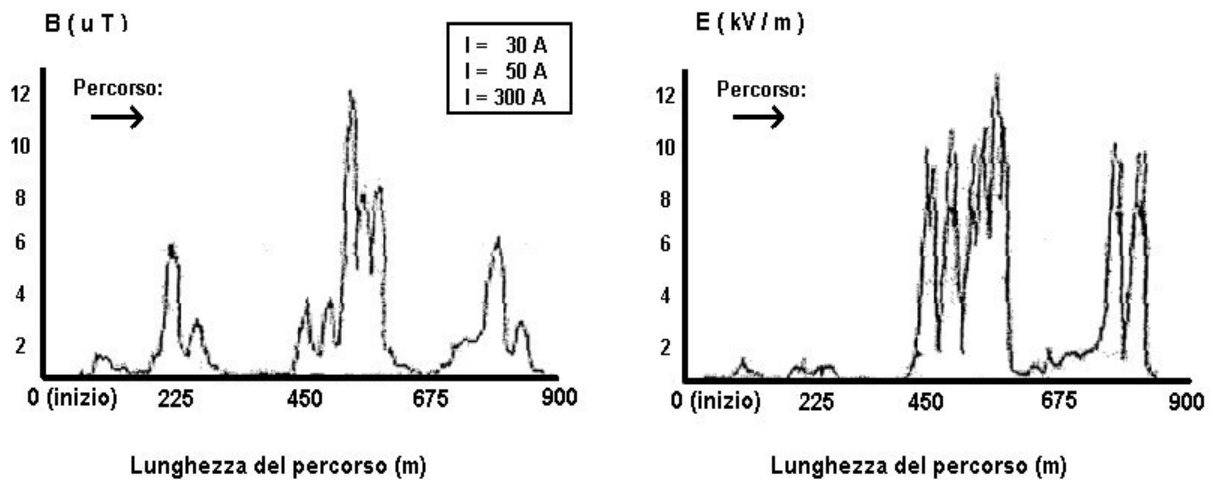 B ( u T )
I = 30 A
I = 50 A
I = 300 A
Percorso:
12
10
8
6
4
2
0 (inizio) 225 450 675 900
Lunghezza del percorso (m)
E ( kV / m )
Percorso:
12
10
8
6
4
2
0 (inizio) 225 450 675 900
Lunghezza del percorso (m)